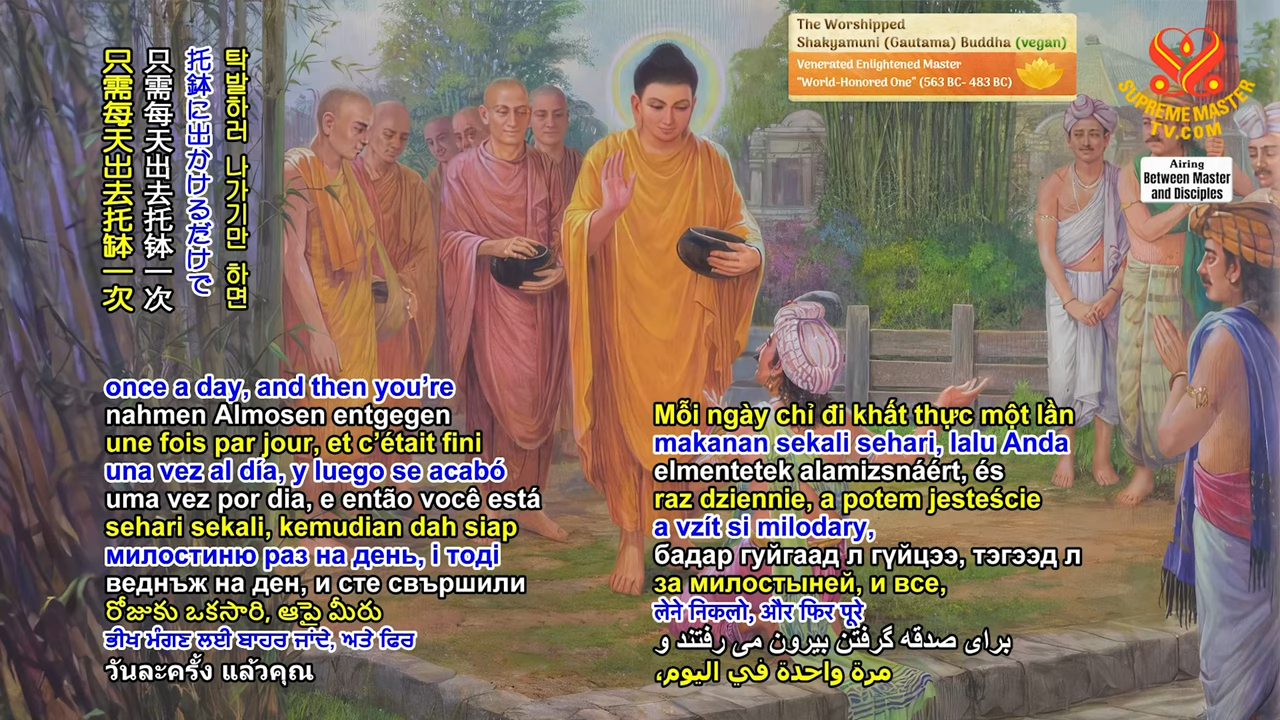 The Worshipped
Shakyamuni (Gautama) Buddha (vegan)
Venerated Enlightened Master
"World-Honored One" (563 BC- 483 BC)
SUPREME MASTER
TV.COM
Airing
Between Master
and Disciples
탁발하러 나가기만 하면
托鉢に出かけるだけで
只需每天出去托钵一次
只需每天出去托缽一次
once a day, and then you're
nahmen Almosen entgegen
une fois par jour, et c'était fini
una vez al día, y luego se acabó
uma vez por dia, e então você está
sehari sekali, kemudian dah siap
милостиню раз на день, і тоді
веднъж на ден, и сте свършили
రోజుకు ఒకసారి, ఆపై మీరు
ਭੀਖ ਮੰਗਣ ਲਈ ਬਾਹਰ ਜਾਂਦੇ, ਅਤੇ ਫਿਰ
วันละครั้ง แล้วคุณ
Mỗi ngày chỉ đi khất thực một lần
makanan sekali sehari, lalu Anda
elmentetek alamizsnáért, és
raz dziennie, a potem jesteście
a vzít si milodary,
бадар гуйгаад л гүйцээ, тэгээд л
за милостыней, и все,
लेने निकलो, और फिर पूरे
برای صدقه گرفتن بیرون می رفتند و
مرة واحدة في اليوم،